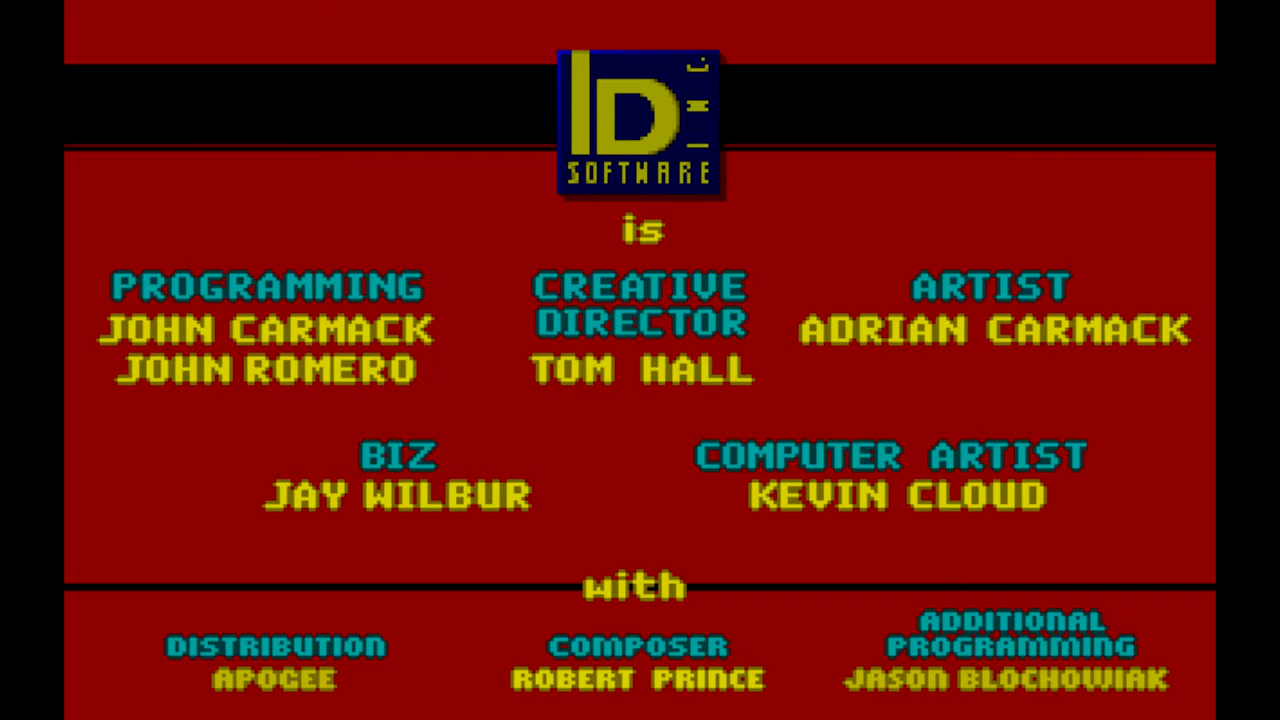 ID INC
SOFTWARE
is
PROGRAMMING
JOHN CARMACK
JOHN ROMERO
CREATIVE
DIRECTOR
TOM HALL
ARTIST
ADRIAN CARMACK
BIZ
JAY WILBUR
COMPUTER ARTIST
KEVIN CLOUD
with
DISTRIBUTION
APOGEE
COMPOSER
ROBERT PRINCE
ADDITIONAL
PROGRAMMING
JASON BLOCHOWIAK